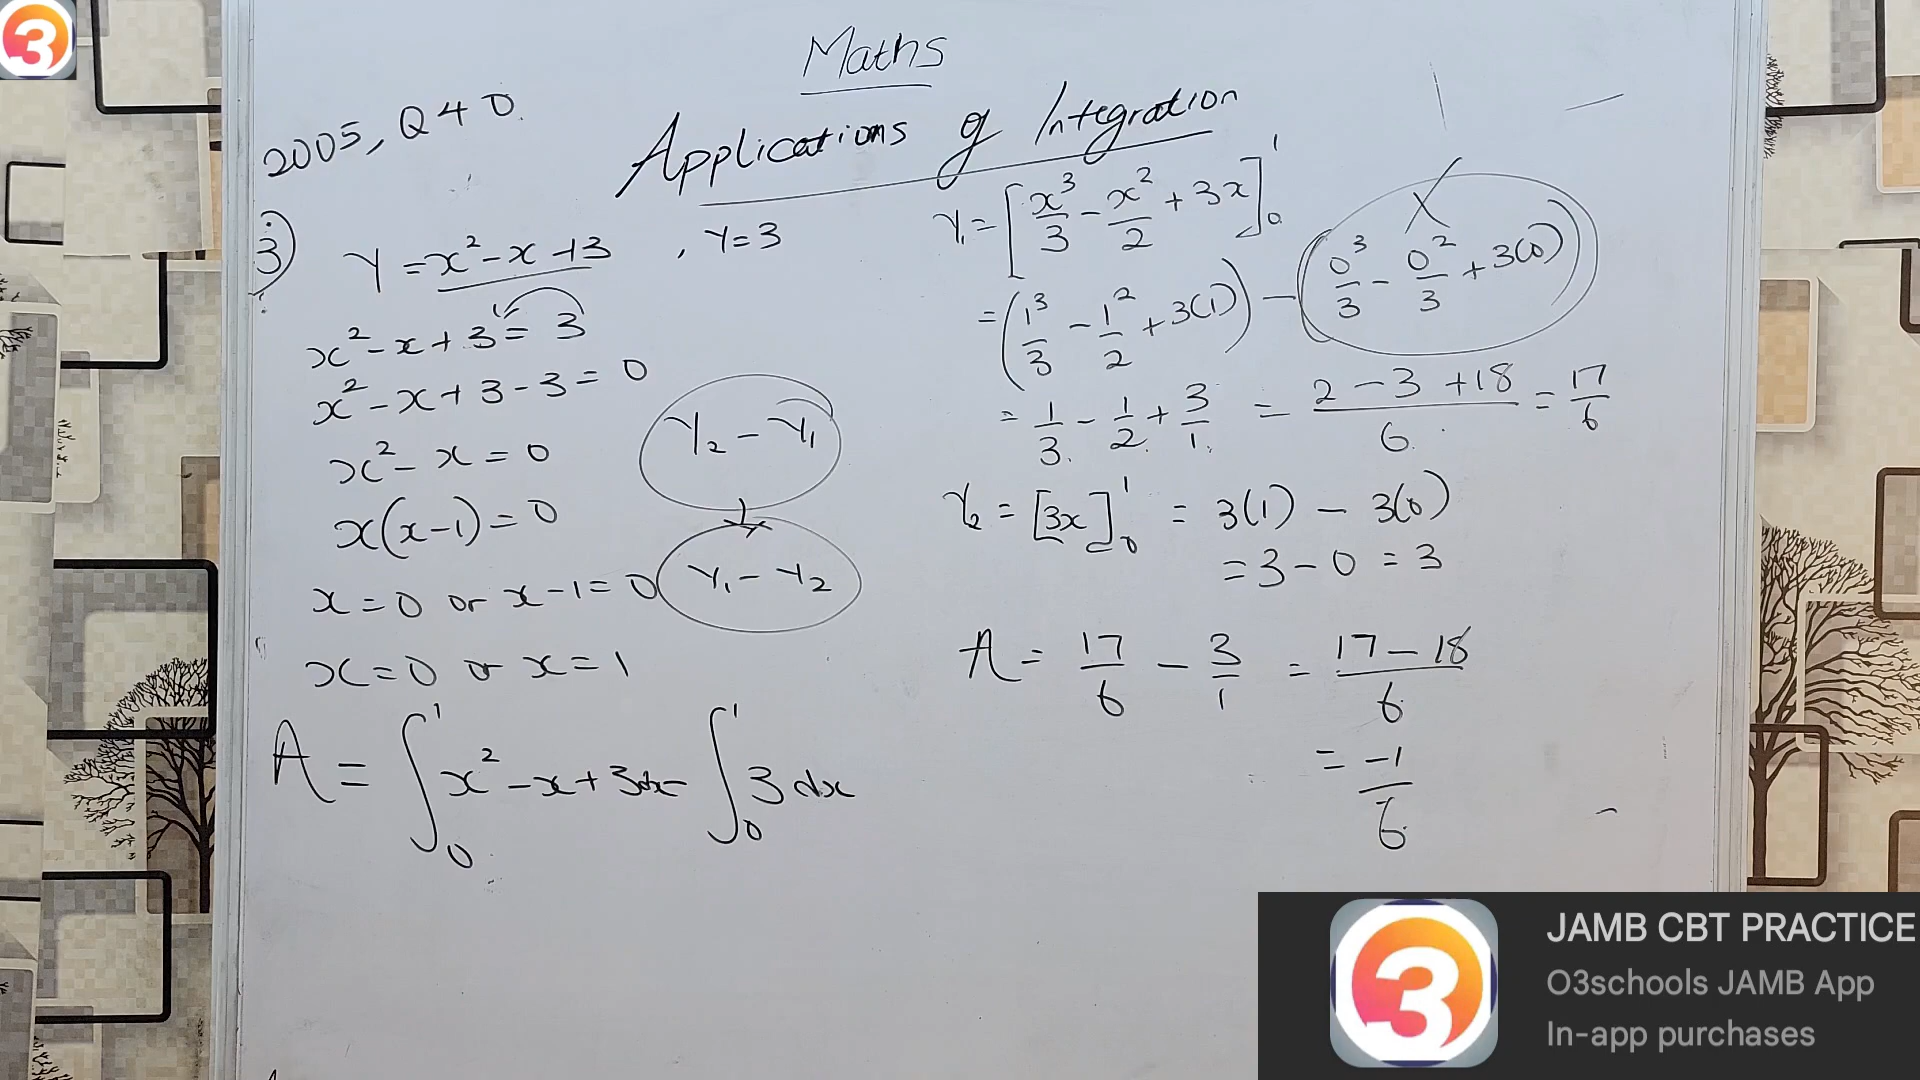 3
Maths
2005, Q40.
Applications of Integration
3) Y = x² - x + 3 , Y = 3
x² - x + 3 = 3
x² - x + 3 - 3 = 0
x² - x = 0
x(x-1) = 0
x = 0 or x - 1 = 0
x = 0 or x = 1
Y₂ - Y₁
Y₁ - Y₂
A = ∫₀¹ x² - x + 3dx - ∫₀¹ 3 dx
Y₁ = [x³/3 - x²/2 + 3x]₀¹
= (1³/3 - 1²/2 + 3(1)) - (0³/3 - 0²/3 + 3(0))
= 1/3 - 1/2 + 3/1 = (2 - 3 + 18)/6 = 17/6
Y₂ = [3x]₀¹ = 3(1) - 3(0)
= 3 - 0 = 3
A = 17/6 - 3/1 = (17 - 18)/6
= -1/6
3
JAMB CBT PRACTICE
O3schools JAMB App
In-app purchases